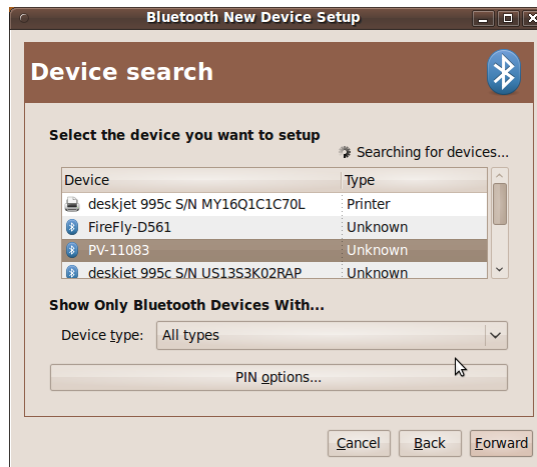 Bluetooth New Device Setup
Device search
Select the device you want to setup
Searching for devices...
Device Type
deskjet 995c S/N MY16Q1C1C70L Printer
FireFly-D561 Unknown
PV-11083 Unknown
deskjet 995c S/N US13S3K02RAP Unknown
Show Only Bluetooth Devices With...
Device type: All types
PIN options...
Cancel Back Forward